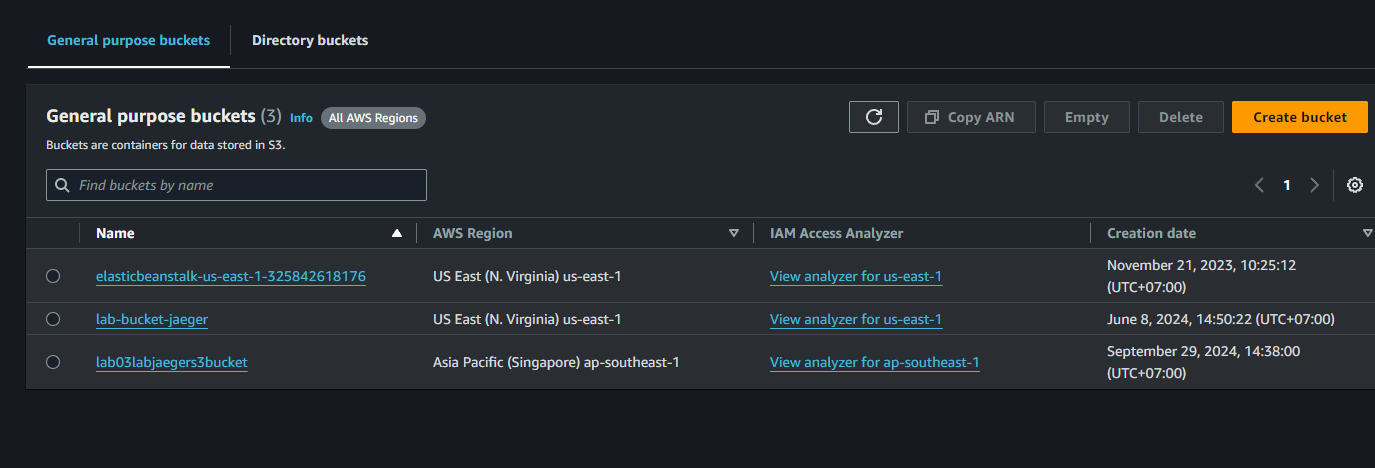 General purpose buckets Directory buckets
General purpose buckets (3) Info All AWS Regions Copy ARN Empty Delete Create bucket
Buckets are containers for data stored in S3.
Find buckets by name 1
Name AWS Region IAM Access Analyzer Creation date
elasticbeanstalk-us-east-1-325842618176 US East (N. Virginia) us-east-1 View analyzer for us-east-1 November 21, 2023, 10:25:12
(UTC+07:00)
lab-bucket-jaeger US East (N. Virginia) us-east-1 View analyzer for us-east-1 June 8, 2024, 14:50:22 (UTC+07:00)
lab03labjaegers3bucket Asia Pacific (Singapore) ap-southeast-1 View analyzer for ap-southeast-1 September 29, 2024, 14:38:00
(UTC+07:00)